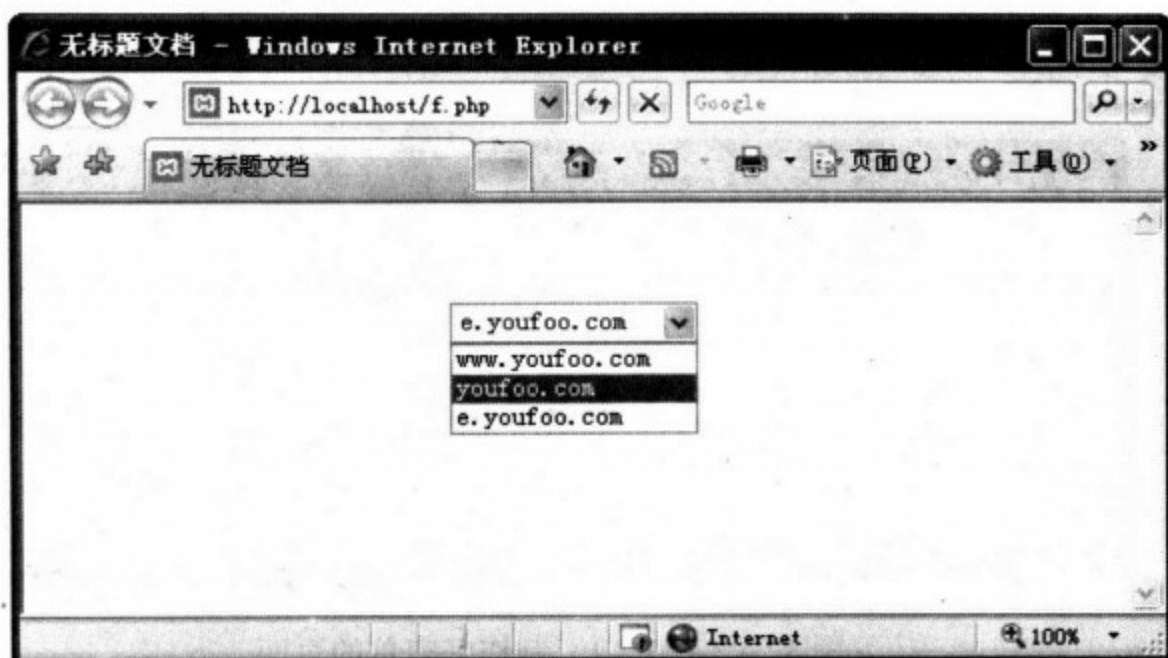 无标题文档 - Windows Internet Explorer
http://localhost/f.php
Google
无标题文档
页面(P)
工具(O)
»
e.youfoo.com
www.youfoo.com
youfoo.com
e.youfoo.com
Internet
100%